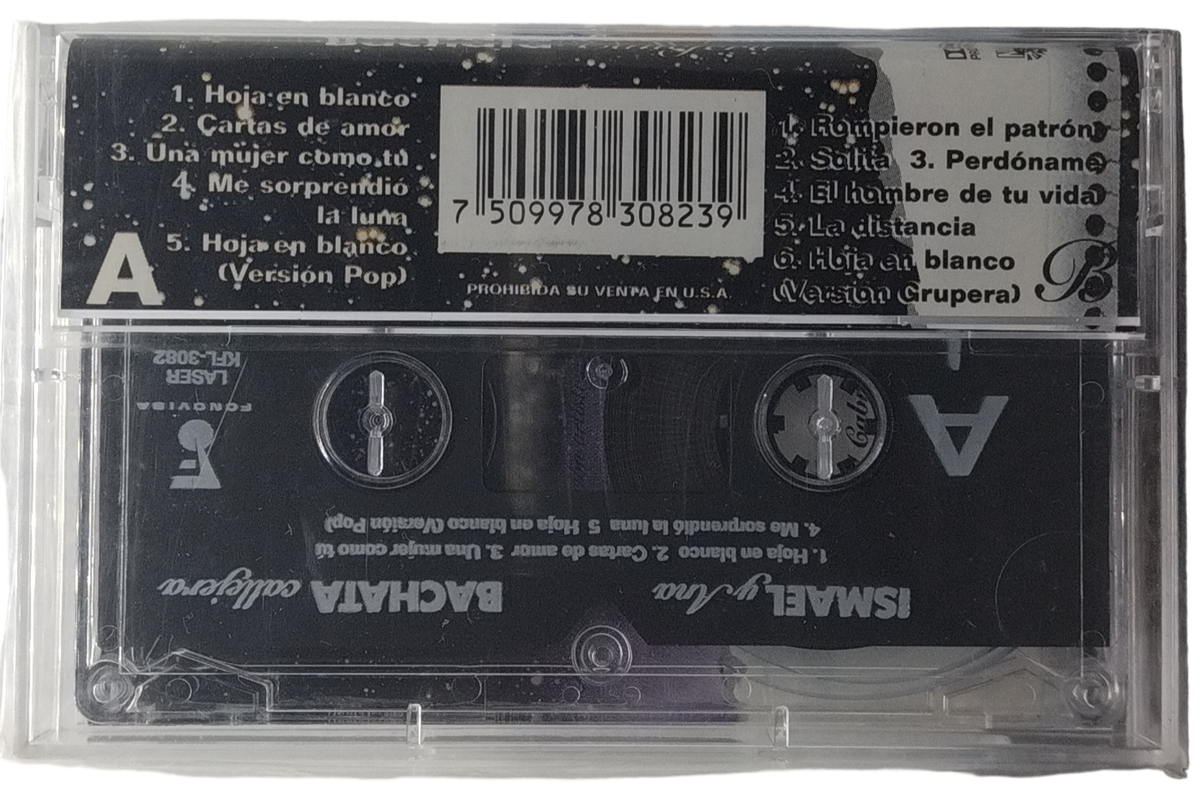 1. Hoja en blanco
2. Cartas de amor
3. Una mujer como tú
4. Me sorprendió
la luna
5. Hoja en blanco
(Versión Pop)
A
7 509978 308239
PROHIBIDA SU VENTA EN U.S.A.
1. Rompieron el patrón
2. Solita 3. Perdóname
4. El hombre de tu vida
5. La distancia
6. Hoja en blanco
(Versión Grupera)
B
ISMAEL y Ana
BACHATA callejera
1. Hoja en blanco 2. Cartas de amor 3. Una mujer como tú
4. Me sorprendió la luna 5 Hoja en blanco (Versión Pop)
A
FONOVISA
LASER
KFL-3082